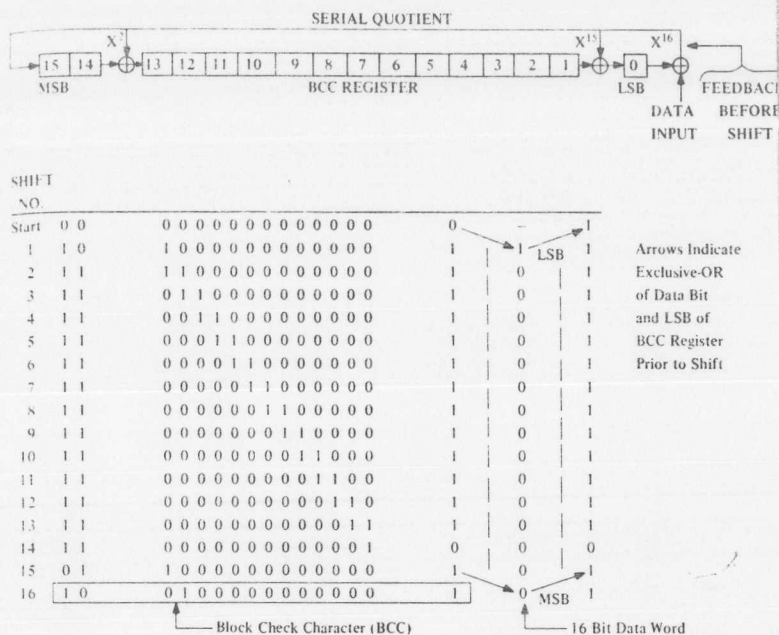 SERIAL QUOTIENT
X² X¹⁵ X¹⁶
15 14 13 12 11 10 9 8 7 6 5 4 3 2 1 0
MSB BCC REGISTER LSB
DATA INPUT
FEEDBACK BEFORE SHIFT
SHIFT NO.
Start 0 0 0 0 0 0 0 0 0 0 0 0 0 0 0 0 – 1
1 1 0 1 0 0 0 0 0 0 0 0 0 0 0 0 1 1 LSB 1
2 1 1 1 1 0 0 0 0 0 0 0 0 0 0 0 1 0 1
3 1 1 0 1 1 0 0 0 0 0 0 0 0 0 0 1 0 1
4 1 1 0 0 1 1 0 0 0 0 0 0 0 0 0 1 0 1
5 1 1 0 0 0 1 1 0 0 0 0 0 0 0 0 1 0 1
6 1 1 0 0 0 0 1 1 0 0 0 0 0 0 0 1 0 1
7 1 1 0 0 0 0 0 1 1 0 0 0 0 0 0 1 0 1
8 1 1 0 0 0 0 0 0 1 1 0 0 0 0 0 1 0 1
9 1 1 0 0 0 0 0 0 0 1 1 0 0 0 0 1 0 1
10 1 1 0 0 0 0 0 0 0 0 1 1 0 0 0 1 0 1
11 1 1 0 0 0 0 0 0 0 0 0 1 1 0 0 1 0 1
12 1 1 0 0 0 0 0 0 0 0 0 0 1 1 0 1 0 1
13 1 1 0 0 0 0 0 0 0 0 0 0 0 1 1 1 0 1
14 1 1 0 0 0 0 0 0 0 0 0 0 0 0 1 0 0 0
15 0 1 1 0 0 0 0 0 0 0 0 0 0 0 0 1 0 1
16 1 0 0 1 0 0 0 0 0 0 0 0 0 0 0 1 0 MSB 1
Arrows Indicate
Exclusive-OR
of Data Bit
and LSB of
BCC Register
Prior to Shift
Block Check Character (BCC)
16 Bit Data Word